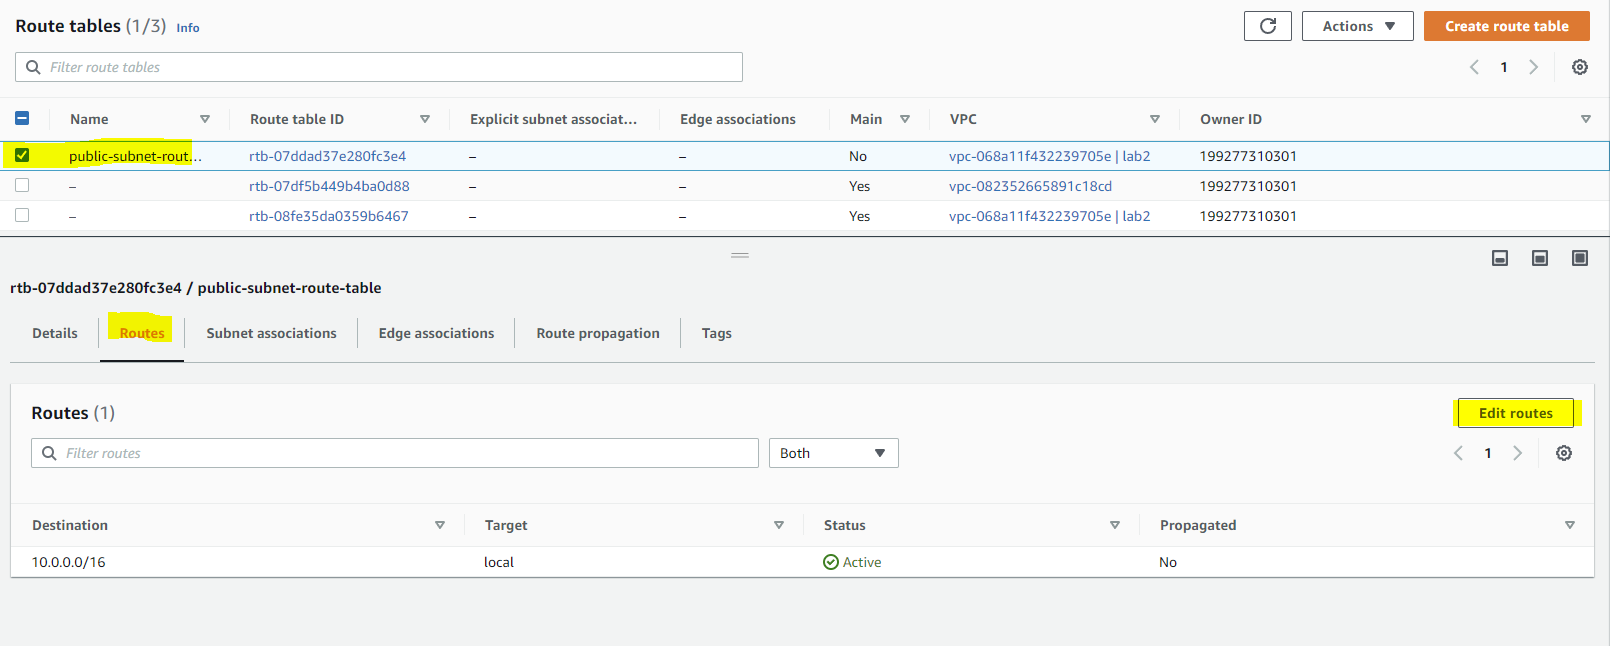 Route tables (1/3) Info
Actions
Create route table
Filter route tables
1
Name Route table ID Explicit subnet associat... Edge associations Main VPC Owner ID
public-subnet-rout... rtb-07ddad37e280fc3e4 – – No vpc-068a11f432239705e | lab2 199277310301
– rtb-07df5b449b4ba0d88 – – Yes vpc-082352665891c18cd 199277310301
– rtb-08fe35da0359b6467 – – Yes vpc-068a11f432239705e | lab2 199277310301
rtb-07ddad37e280fc3e4 / public-subnet-route-table
Details Routes Subnet associations Edge associations Route propagation Tags
Routes (1)
Edit routes
Filter routes Both 1
Destination Target Status Propagated
10.0.0.0/16 local Active No